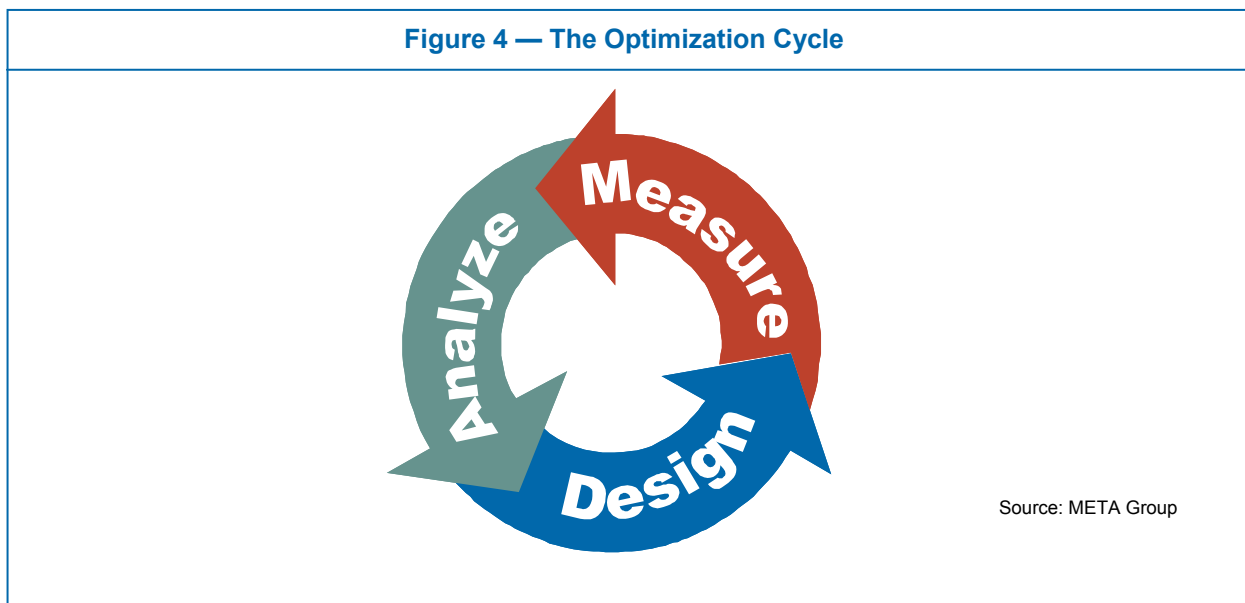 Figure 4 — The Optimization Cycle
Measure
Analyze
Design
Source: META Group